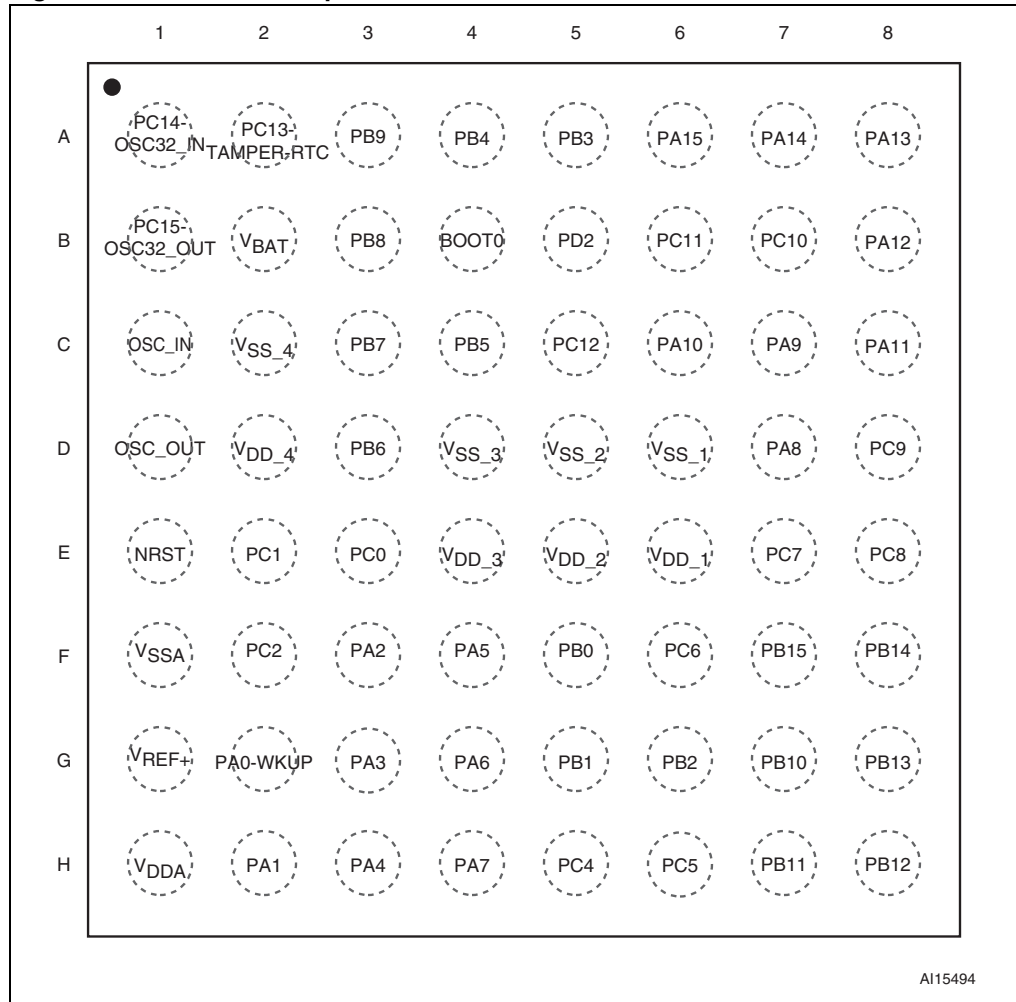 1 2 3 4 5 6 7 8
A PC14-OSC32_IN PC13-TAMPER-RTC PB9 PB4 PB3 PA15 PA14 PA13
B PC15-OSC32_OUT VBAT PB8 BOOT0 PD2 PC11 PC10 PA12
C OSC_IN VSS_4 PB7 PB5 PC12 PA10 PA9 PA11
D OSC_OUT VDD_4 PB6 VSS_3 VSS_2 VSS_1 PA8 PC9
E NRST PC1 PC0 VDD_3 VDD_2 VDD_1 PC7 PC8
F VSSA PC2 PA2 PA5 PB0 PC6 PB15 PB14
G VREF+ PA0-WKUP PA3 PA6 PB1 PB2 PB10 PB13
H VDDA PA1 PA4 PA7 PC4 PC5 PB11 PB12
AI15494